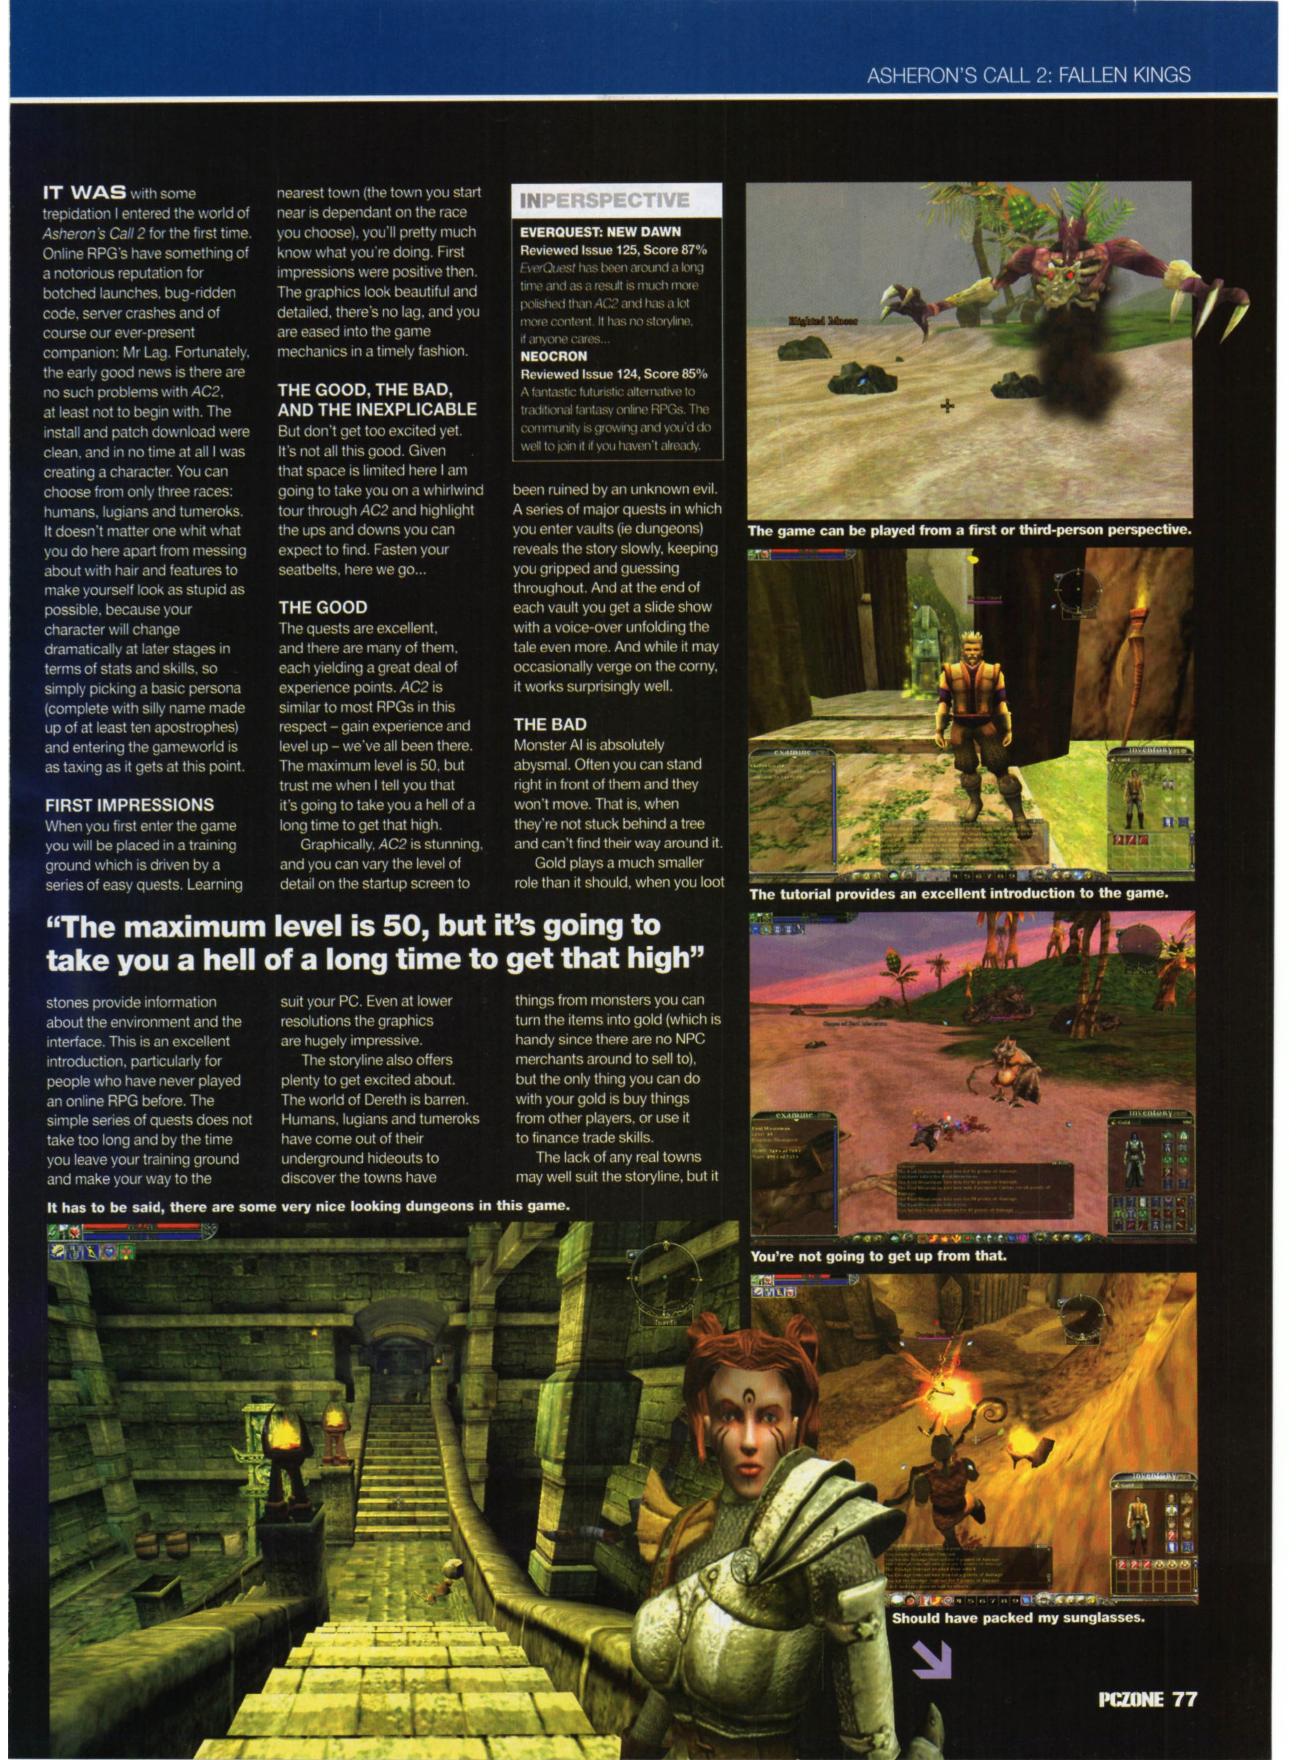 ASHERON'S CALL 2: FALLEN KINGS
IT WAS with some
trepidation I entered the world of
Asheron's Call 2 for the first time.
Online RPG's have something of
a notorious reputation for
botched launches, bug-ridden
code, server crashes and of
course our ever-present
companion: Mr Lag. Fortunately,
the early good news is there are
no such problems with AC2,
at least not to begin with. The
install and patch download were
clean, and in no time at all I was
creating a character. You can
choose from only three races:
humans, lugians and tumeroks.
It doesn't matter one whit what
you do here apart from messing
about with hair and features to
make yourself look as stupid as
possible, because your
character will change
dramatically at later stages in
terms of stats and skills, so
simply picking a basic persona
(complete with silly name made
up of at least ten apostrophes)
and entering the gameworld is
as taxing as it gets at this point.
FIRST IMPRESSIONS
When you first enter the game
you will be placed in a training
ground which is driven by a
series of easy quests. Learning
stones provide information
about the environment and the
interface. This is an excellent
introduction, particularly for
people who have never played
an online RPG before. The
simple series of quests does not
take too long and by the time
you leave your training ground
and make your way to the
nearest town (the town you start
near is dependant on the race
you choose), you'll pretty much
know what you're doing. First
impressions were positive then.
The graphics look beautiful and
detailed, there's no lag, and you
are eased into the game
mechanics in a timely fashion.
THE GOOD, THE BAD,
AND THE INEXPLICABLE
But don't get too excited yet.
It's not all this good. Given
that space is limited here I am
going to take you on a whirlwind
tour through AC2 and highlight
the ups and downs you can
expect to find. Fasten your
seatbelts, here we go...
THE GOOD
The quests are excellent,
and there are many of them,
each yielding a great deal of
experience points. AC2 is
similar to most RPGs in this
respect – gain experience and
level up – we've all been there.
The maximum level is 50, but
trust me when I tell you that
it's going to take you a hell of a
long time to get that high.
Graphically, AC2 is stunning,
and you can vary the level of
detail on the startup screen to
suit your PC. Even at lower
resolutions the graphics
are hugely impressive.
The storyline also offers
plenty to get excited about.
The world of Dereth is barren.
Humans, lugians and tumeroks
have come out of their
underground hideouts to
discover the towns have
been ruined by an unknown evil.
A series of major quests in which
you enter vaults (ie dungeons)
reveals the story slowly, keeping
you gripped and guessing
throughout. And at the end of
each vault you get a slide show
with a voice-over unfolding the
tale even more. And while it may
occasionally verge on the corny,
it works surprisingly well.
THE BAD
Monster AI is absolutely
abysmal. Often you can stand
right in front of them and they
won't move. That is, when
they're not stuck behind a tree
and can't find their way around it.
Gold plays a much smaller
role than it should, when you loot
things from monsters you can
turn the items into gold (which is
handy since there are no NPC
merchants around to sell to),
but the only thing you can do
with your gold is buy things
from other players, or use it
to finance trade skills.
The lack of any real towns
may well suit the storyline, but it
"The maximum level is 50, but it's going to
take you a hell of a long time to get that high"
INPERSPECTIVE
EVERQUEST: NEW DAWN
Reviewed Issue 125, Score 87%
EverQuest has been around a long
time and as a result is much more
polished than AC2 and has a lot
more content. It has no storyline,
if anyone cares...
NEOCRON
Reviewed Issue 124, Score 85%
A fantastic futuristic alternative to
traditional fantasy online RPGs. The
community is growing and you'd do
well to join it if you haven't already.
The game can be played from a first or third-person perspective.
examine
inventory
Gold
The tutorial provides an excellent introduction to the game.
examine
inventory
Gold
You're not going to get up from that.
inventory
Gold
Should have packed my sunglasses.
It has to be said, there are some very nice looking dungeons in this game.
PCZONE 77